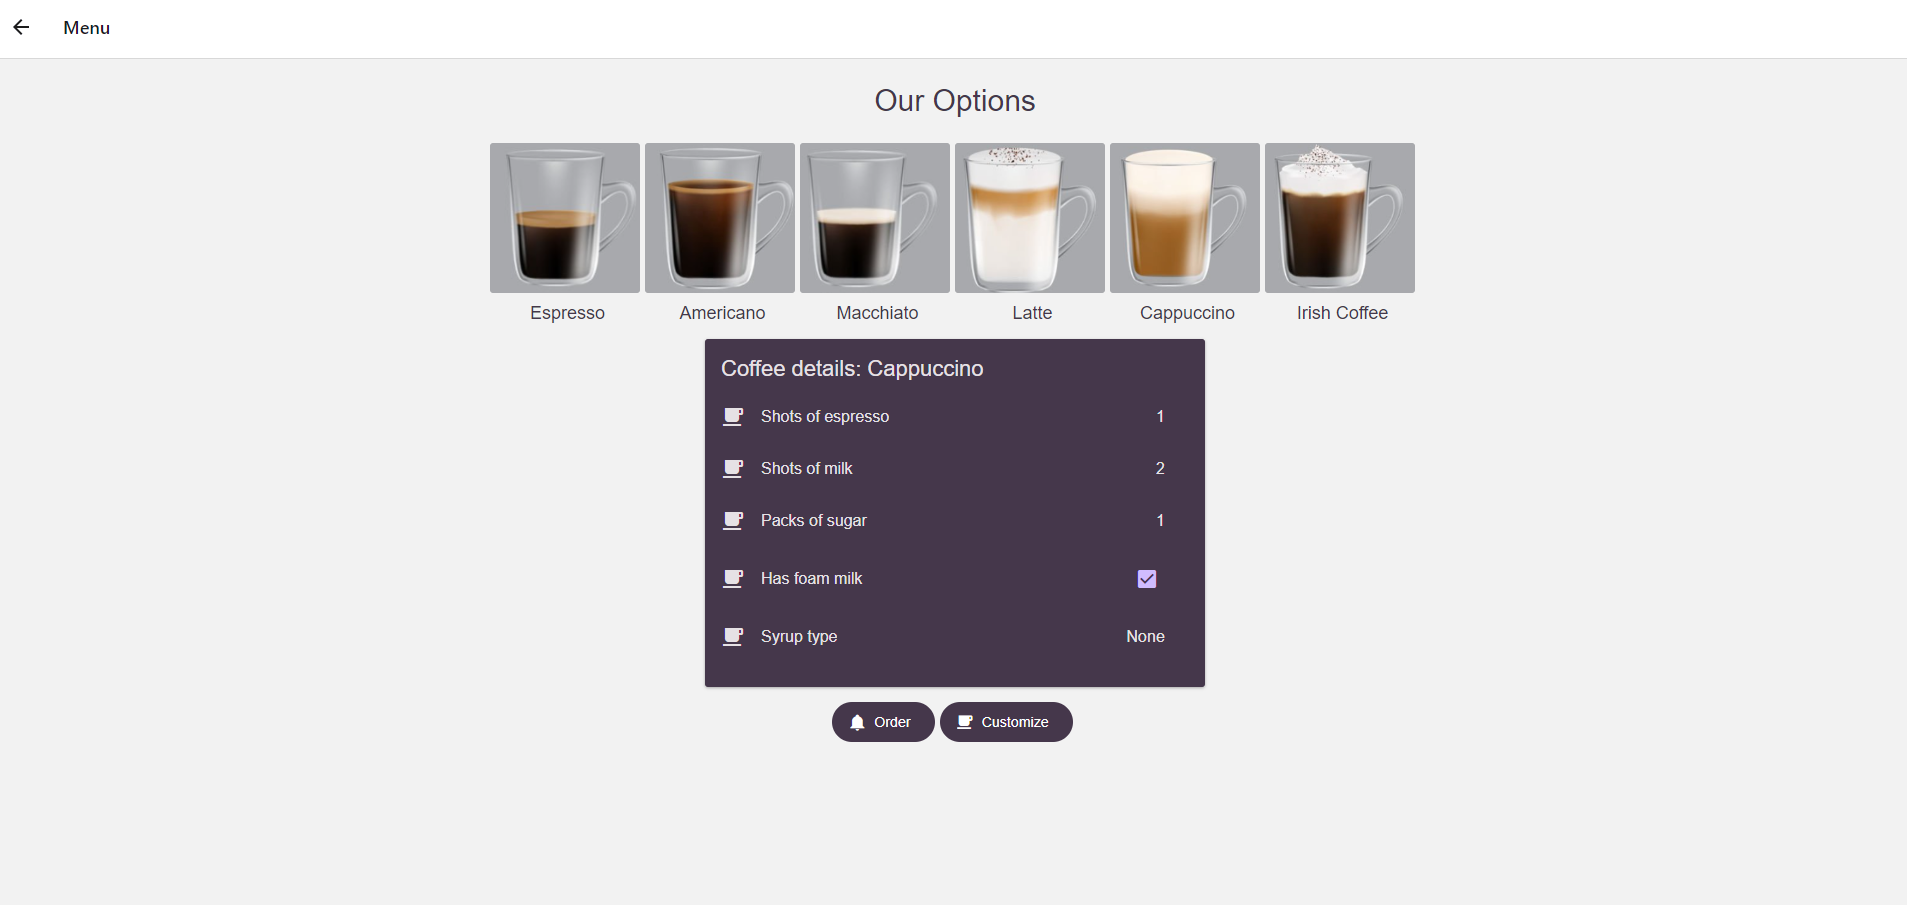 Menu
Our Options
Espresso Americano Macchiato Latte Cappuccino Irish Coffee
Coffee details: Cappuccino
Shots of espresso 1
Shots of milk 2
Packs of sugar 1
Has foam milk
Syrup type None
Order Customize